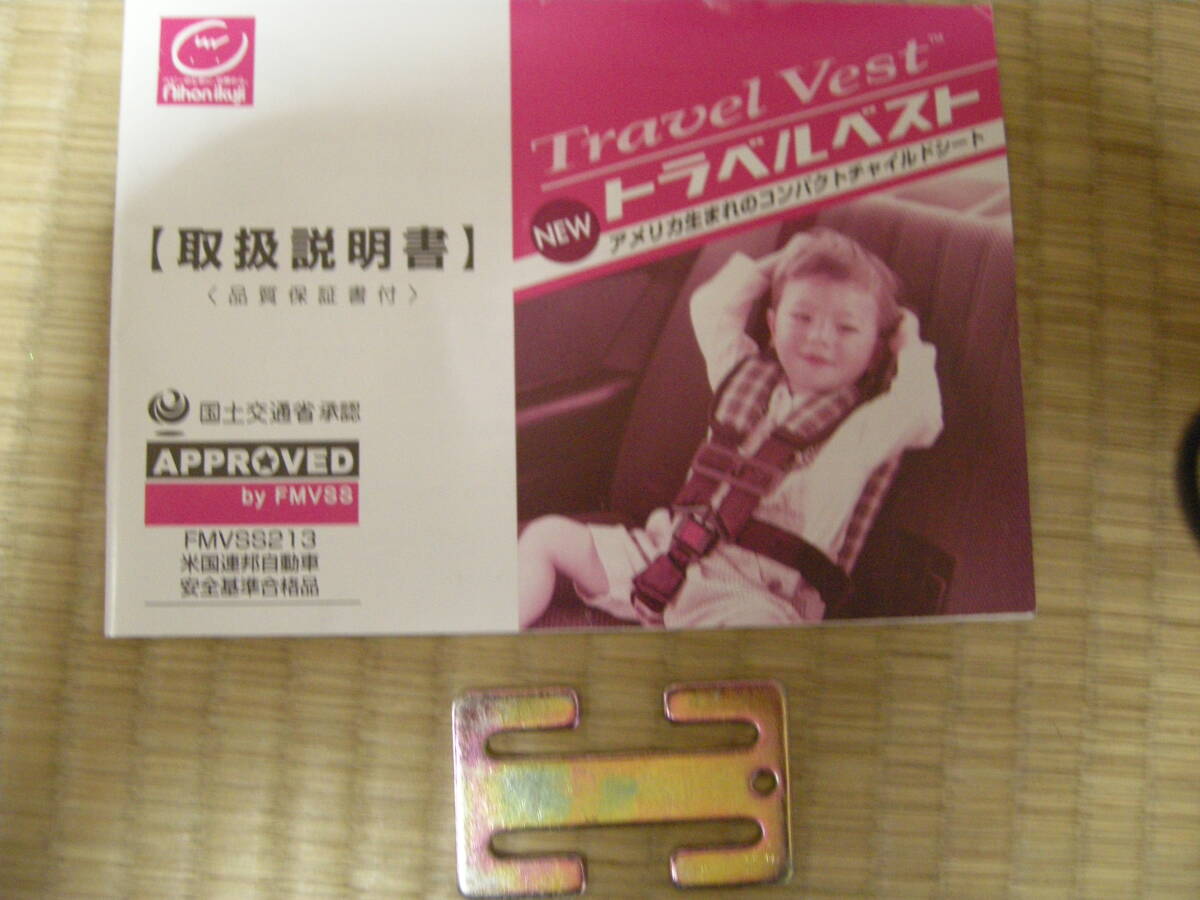 Nihon ikuji
【取扱説明書】
〈品質保証書付〉
国土交通省承認
APPROVED
by FMVSS
FMVSS213
米国連邦自動車
安全基準合格品
Travel Vest™
トラベルベスト
NEW
アメリカ生まれのコンパクトチャイルドシート